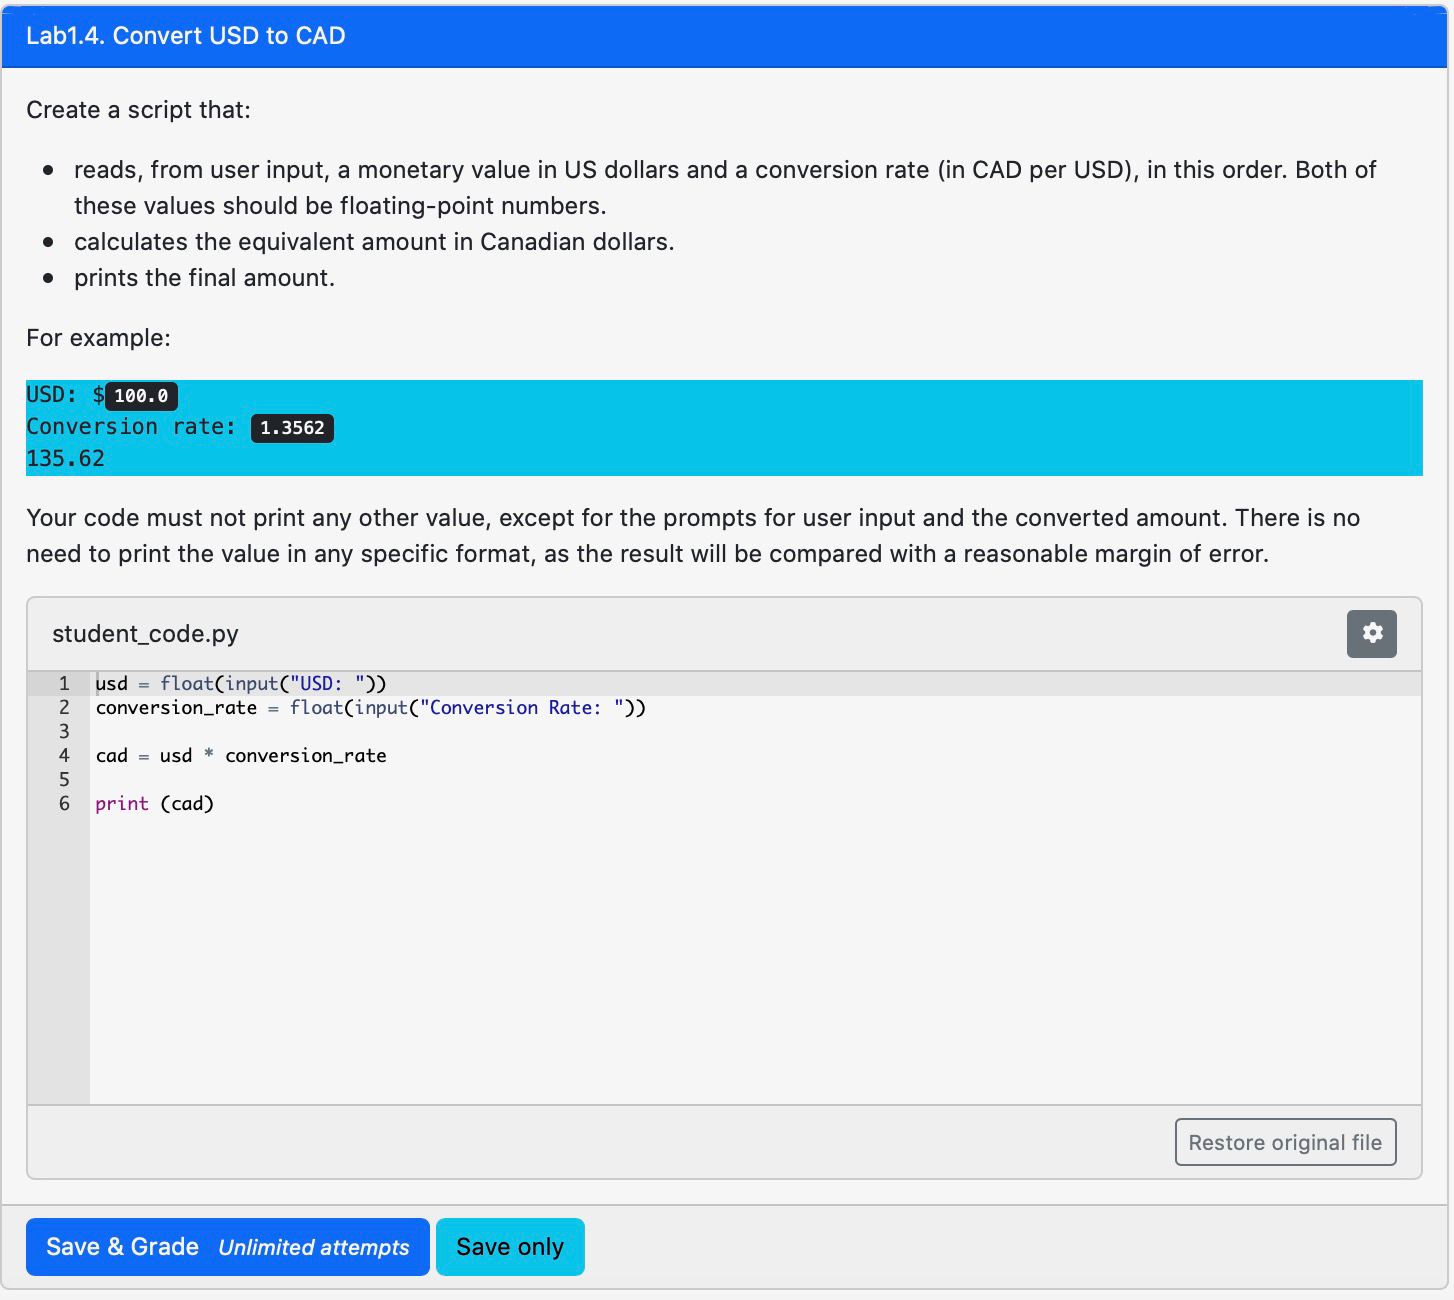 Lab1.4. Convert USD to CAD
Create a script that:
• reads, from user input, a monetary value in US dollars and a conversion rate (in CAD per USD), in this order. Both of
these values should be floating-point numbers.
• calculates the equivalent amount in Canadian dollars.
• prints the final amount.
For example:
USD: $100.0
Conversion rate: 1.3562
135.62
Your code must not print any other value, except for the prompts for user input and the converted amount. There is no
need to print the value in any specific format, as the result will be compared with a reasonable margin of error.
student_code.py
1 usd = float(input("USD: "))
2 conversion_rate = float(input("Conversion Rate: "))
3
4 cad = usd * conversion_rate
5
6 print (cad)
Restore original file
Save & Grade Unlimited attempts Save only